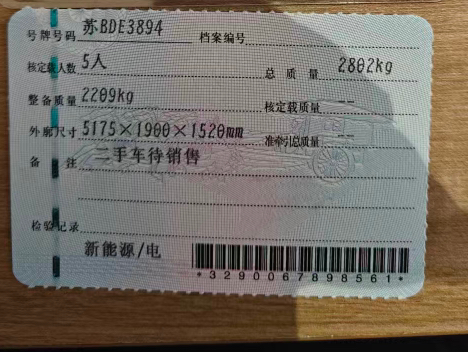 号牌号码 苏BDE3894 档案编号
核定载人数 5人 总质量 2802kg
整备质量 2209kg 核定载质量 --
外廓尺寸 5175×1900×1520mm 准牵引总质量 --
备注 二手车待销售
检验记录
新能源/电
*3290067898561*